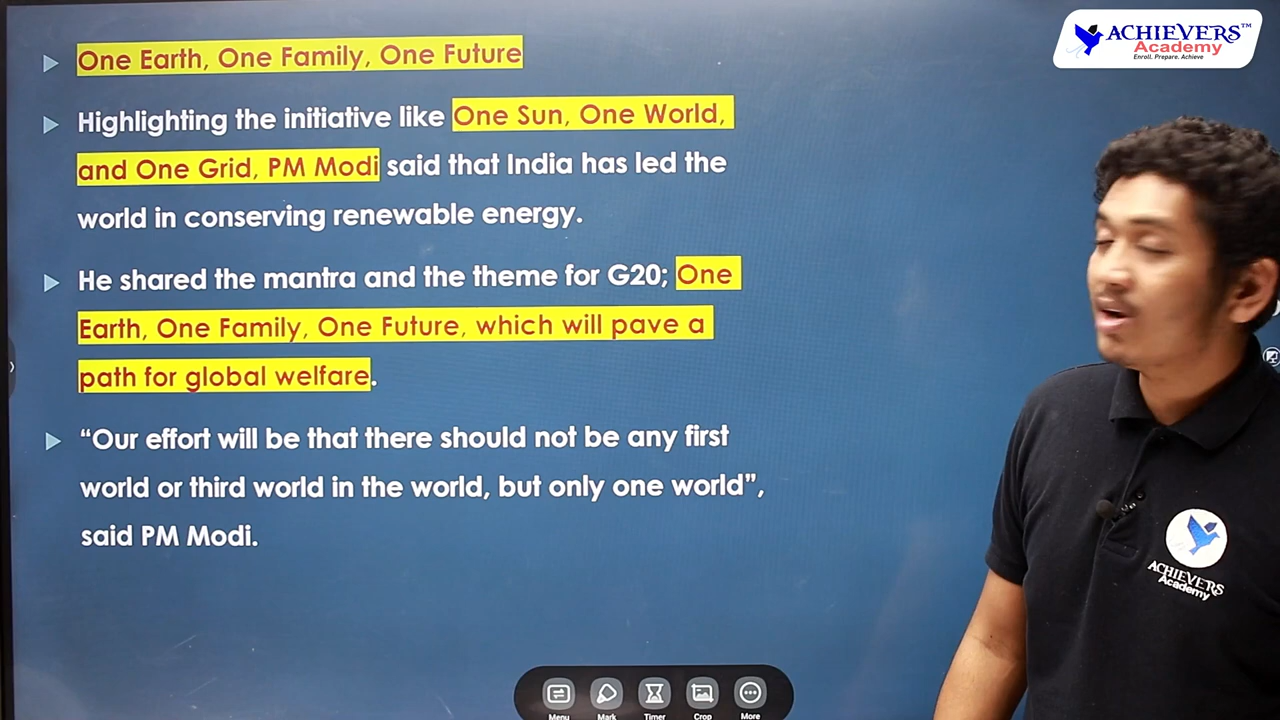 One Earth, One Family, One Future
Highlighting the initiative like One Sun, One World,
and One Grid, PM Modi said that India has led the
world in conserving renewable energy.
He shared the mantra and the theme for G20; One
Earth, One Family, One Future, which will pave a
path for global welfare.
“Our effort will be that there should not be any first
world or third world in the world, but only one world”,
said PM Modi.
ACHIEVERS™
Academy
Enroll. Prepare. Achieve
ACHIEVERS
Academy
Menu Mark Timer Crop More